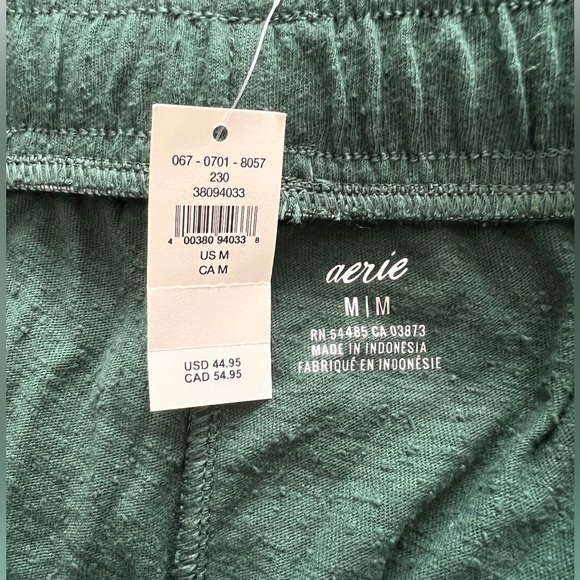 067 - 0701 - 8057
230
38094033
4 00380 94033 8
US M
CA M
USD 44.95
CAD 54.95
aerie
M|M
RN 54485 CA 03873
MADE IN INDONESIA
FABRIQUÉ EN INDONÉSIE